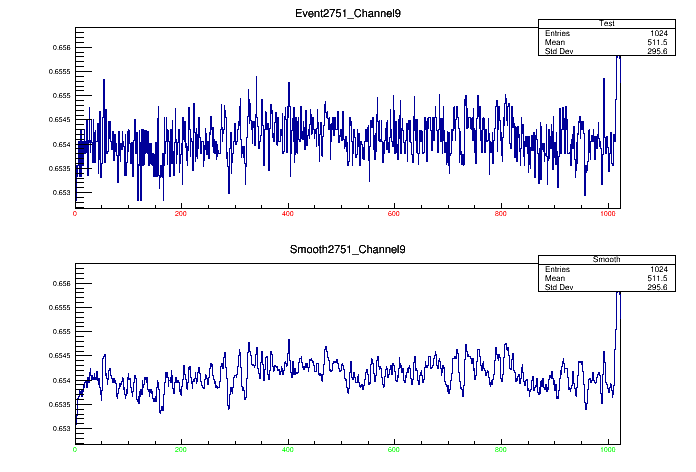 Event2751_Channel9
Test
Entries 1024
Mean 511.5
Std Dev 295.6
0.656
0.6555
0.655
0.6545
0.654
0.6535
0.653
0 200 400 600 800 1000
Smooth2751_Channel9
Smooth
Entries 1024
Mean 511.5
Std Dev 295.6
0.656
0.6555
0.655
0.6545
0.654
0.6535
0.653
0 200 400 600 800 1000